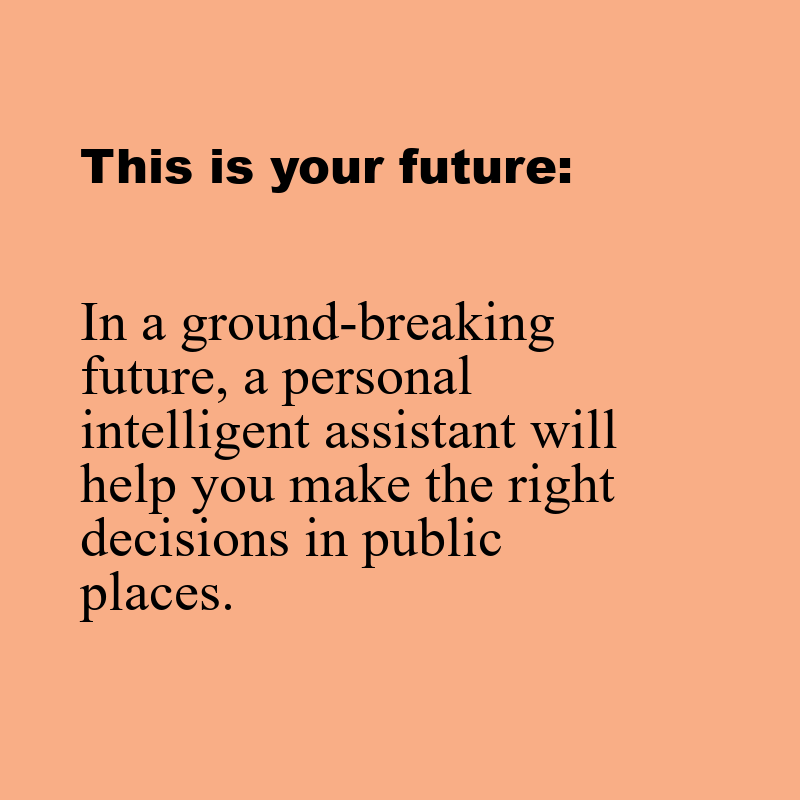 This is your future:
In a ground-breaking
future, a personal
intelligent assistant will
help you make the right
decisions in public
places.